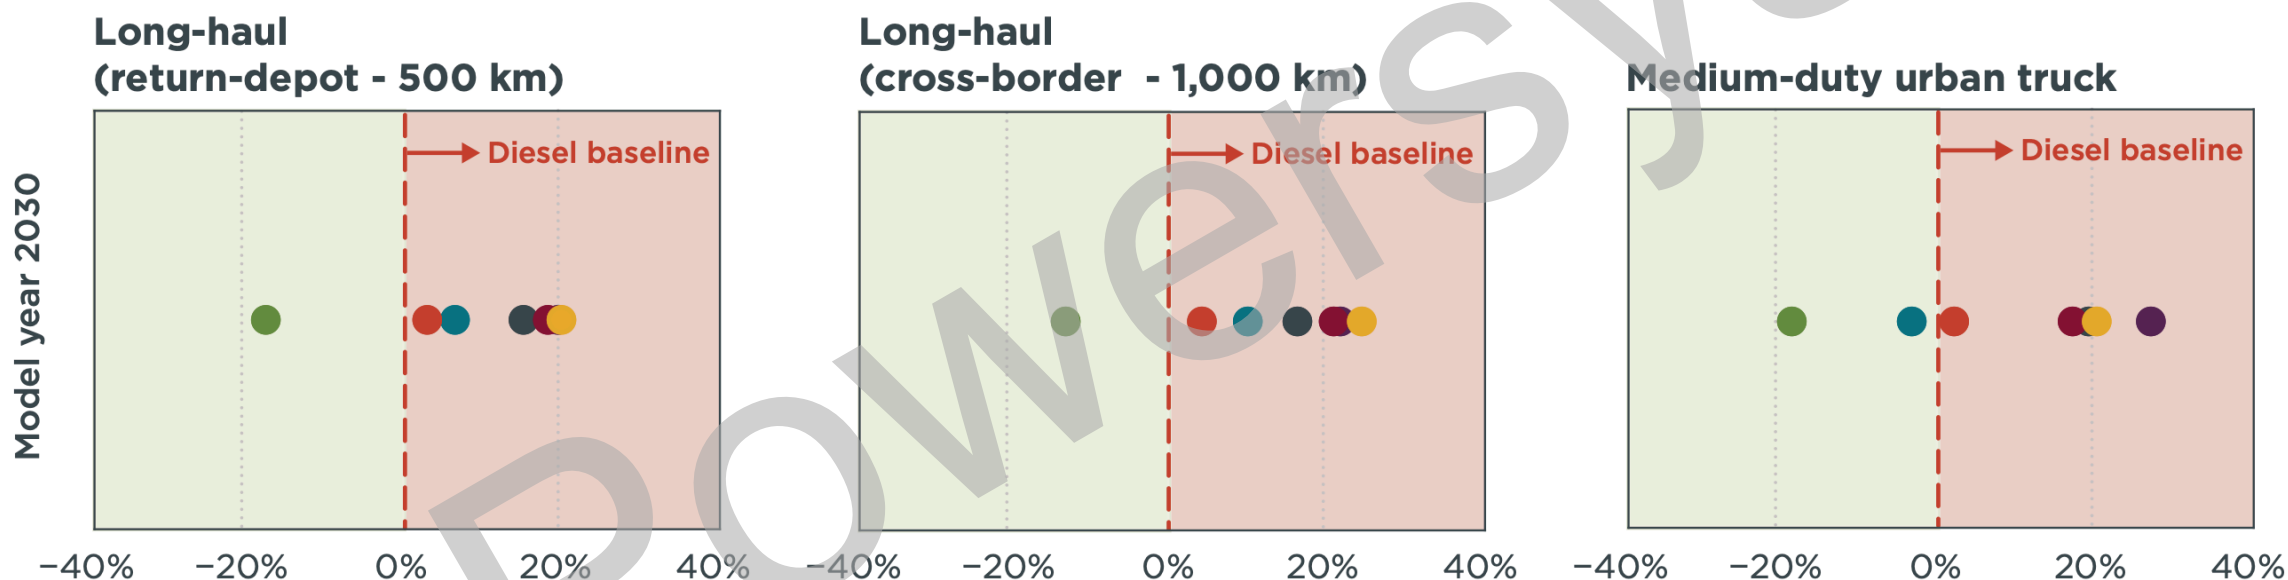 Long-haul
(return-depot - 500 km)
Long-haul
(cross-border - 1,000 km)
Medium-duty urban truck
Diesel baseline
Diesel baseline
Diesel baseline
Model year 2030
−40% −20% 0% 20% 40%
−40% −20% 0% 20% 40%
−40% −20% 0% 20% 40%
Powersy